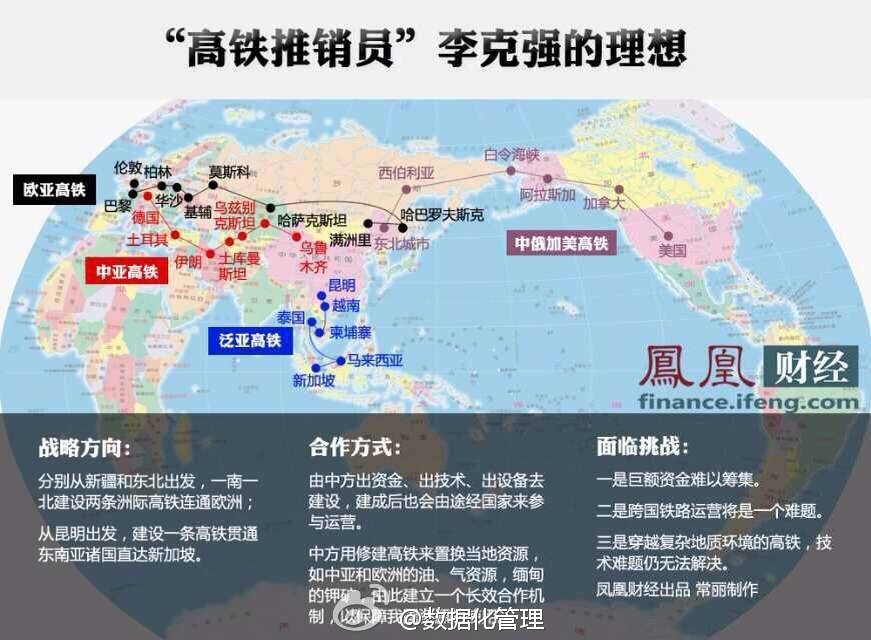 “高铁推销员”李克强的理想
欧亚高铁
伦敦
柏林
莫斯科
巴黎
华沙
基辅
哈萨克斯坦
满洲里
哈巴罗夫斯克
中亚高铁
德国
土耳其
伊朗
土库曼
斯坦
乌兹别
克斯坦
乌鲁
木齐
泛亚高铁
昆明
越南
泰国
柬埔寨
马来西亚
新加坡
中俄加美高铁
东北城市
西伯利亚
白令海峡
阿拉斯加
加拿大
美国
鳳凰 财经
finance.ifeng.com
战略方向：
分别从新疆和东北出发，一南一
北建设两条洲际高铁连通欧洲；
从昆明出发，建设一条高铁贯通
东南亚诸国直达新加坡。
合作方式：
由中方出资金、出技术、出设备去
建设，建成后也会由途经国家来参
与运营。
中方用修建高铁来置换当地资源，
如中亚和欧洲的油、气资源，缅甸
的钾矿，由此建立一个长效合作机
制，以保障我
面临挑战：
一是巨额资金难以筹集。
二是跨国铁路运营将是一个难题。
三是穿越复杂地质环境的高铁，技
术难题仍无法解决。
凤凰财经出品 常丽制作
@数据化管理